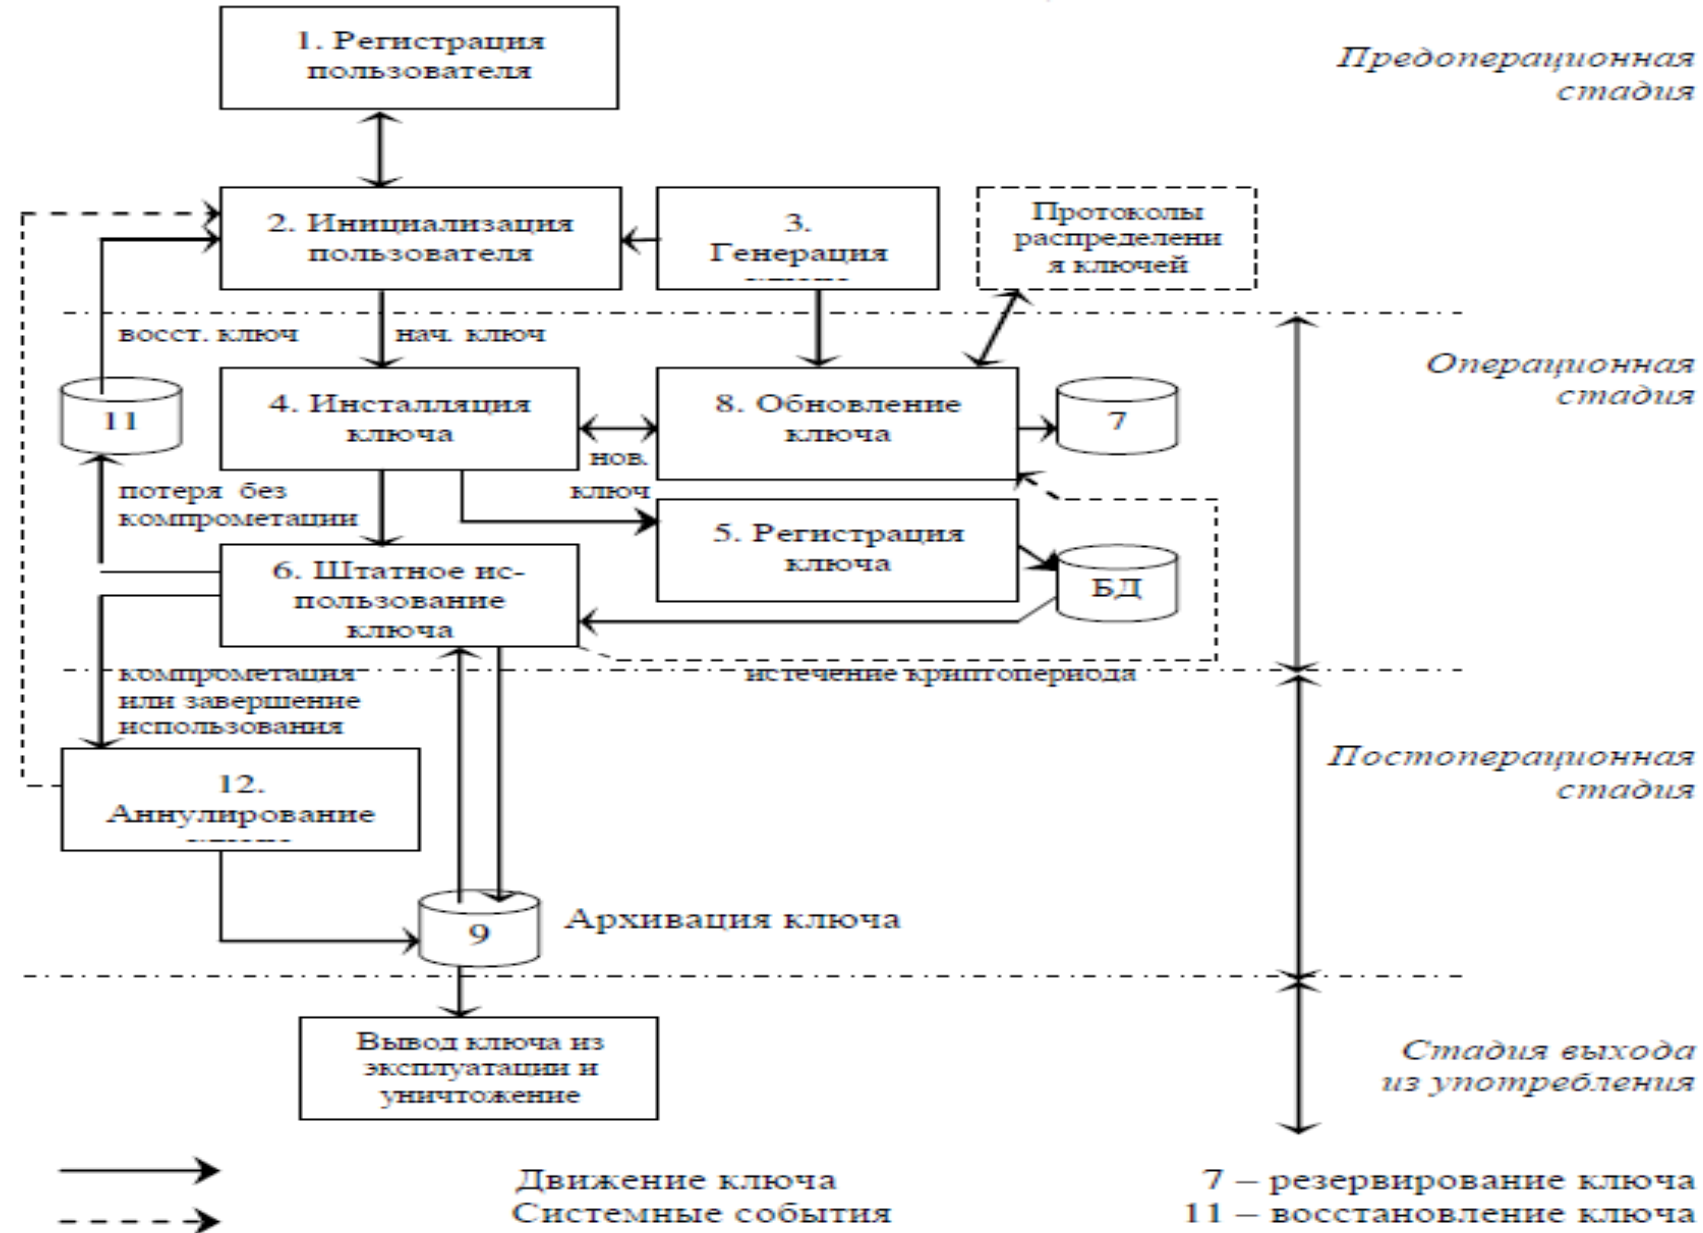 1. Регистрация
пользователя
Предоперационная
стадия
2. Инициализация
пользователя
3.
Генерация
Протоколы
распределени
я ключей
восст. ключ
нач. ключ
Операционная
стадия
11
4. Инсталляция
ключа
8. Обновление
ключа
7
нов.
ключ
потеря без
компрометации
5. Регистрация
ключа
БД
6. Штатное ис-
пользование
ключа
компрометация
или завершение
использования
истечение криптопериода
Постоперационная
стадия
12.
Аннулирование
9
Архивация ключа
Вывод ключа из
эксплуатации и
уничтожение
Стадия выхода
из употребления
Движение ключа
Системные события
7 – резервирование ключа
11 – восстановление ключа